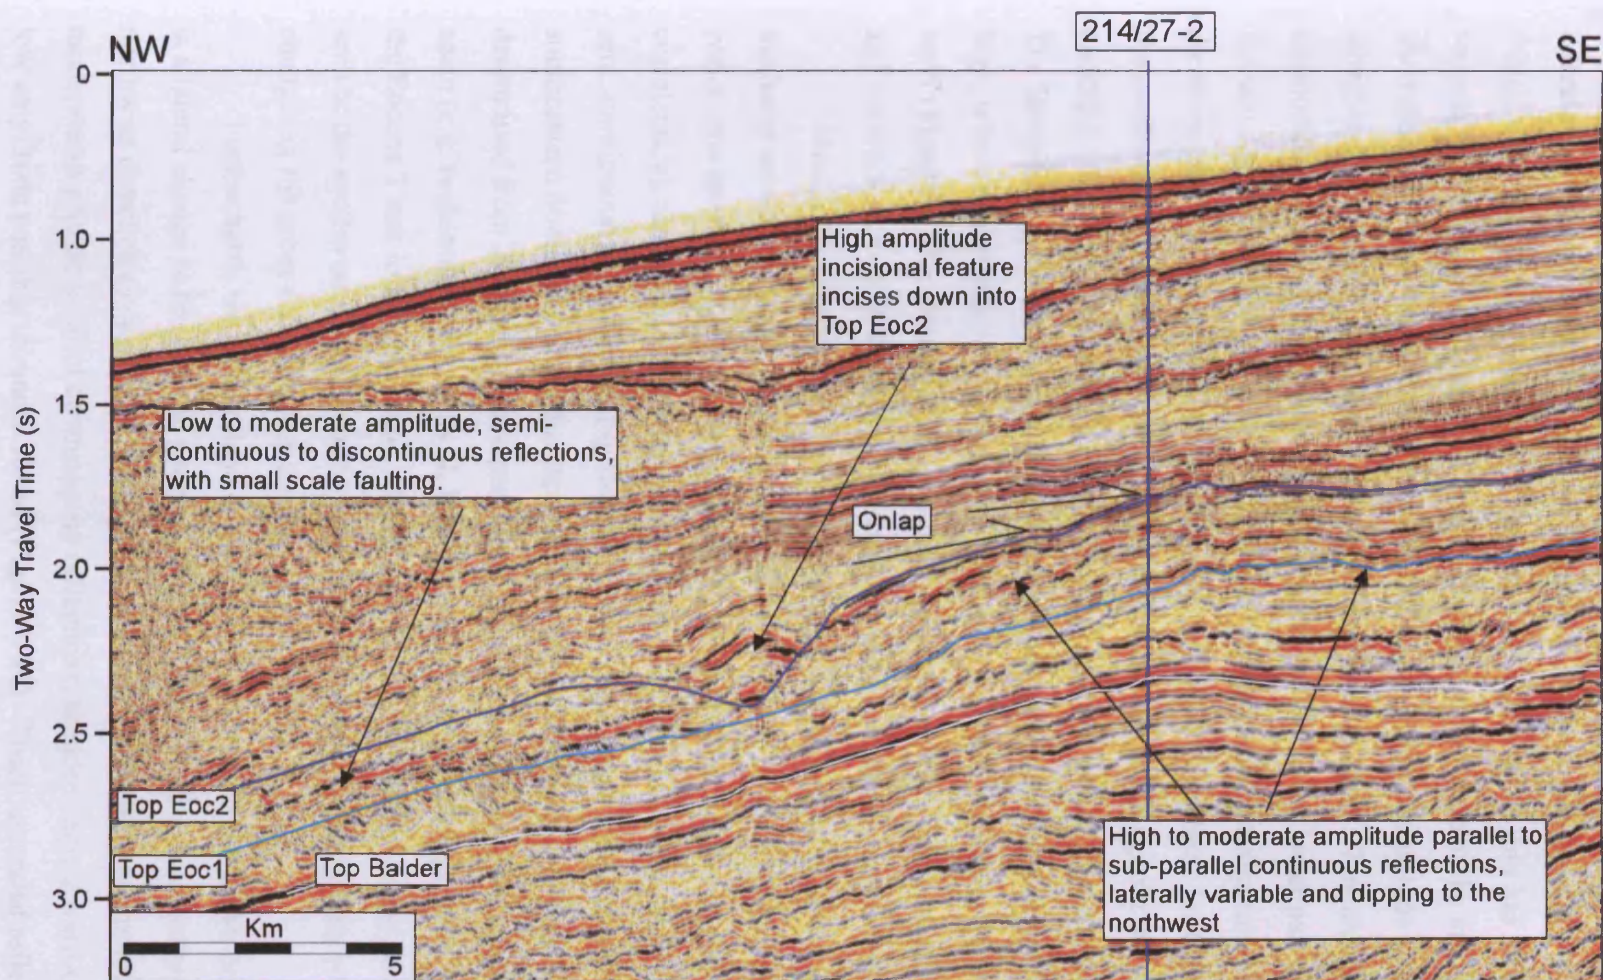 214/27-2
NW
SE
0
1.0
1.5
2.0
2.5
3.0
Two-Way Travel Time (s)
High amplitude
incisional feature
incises down into
Top Eoc2
Low to moderate amplitude, semi-
continuous to discontinuous reflections,
with small scale faulting.
Onlap
Top Eoc2
Top Eoc1
Top Balder
High to moderate amplitude parallel to
sub-parallel continuous reflections,
laterally variable and dipping to the
northwest
Km
0 5